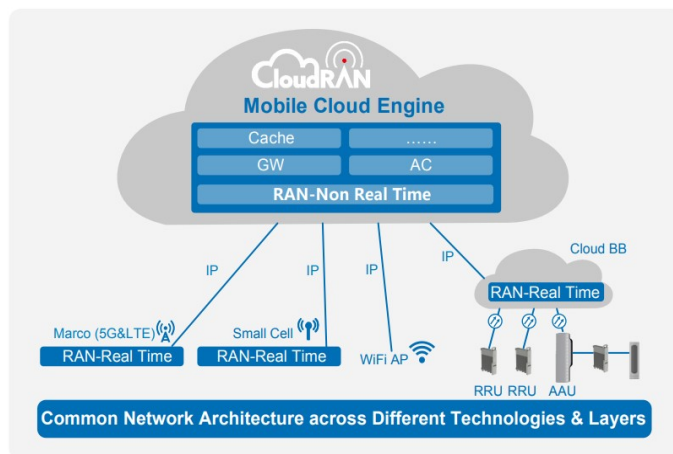 CloudRAN
Mobile Cloud Engine
Cache
......
GW
AC
RAN-Non Real Time
IP
IP
IP
IP
Cloud BB
RAN-Real Time
Marco (5G&LTE)
RAN-Real Time
Small Cell
RAN-Real Time
WiFi AP
RRU RRU AAU
Common Network Architecture across Different Technologies & Layers